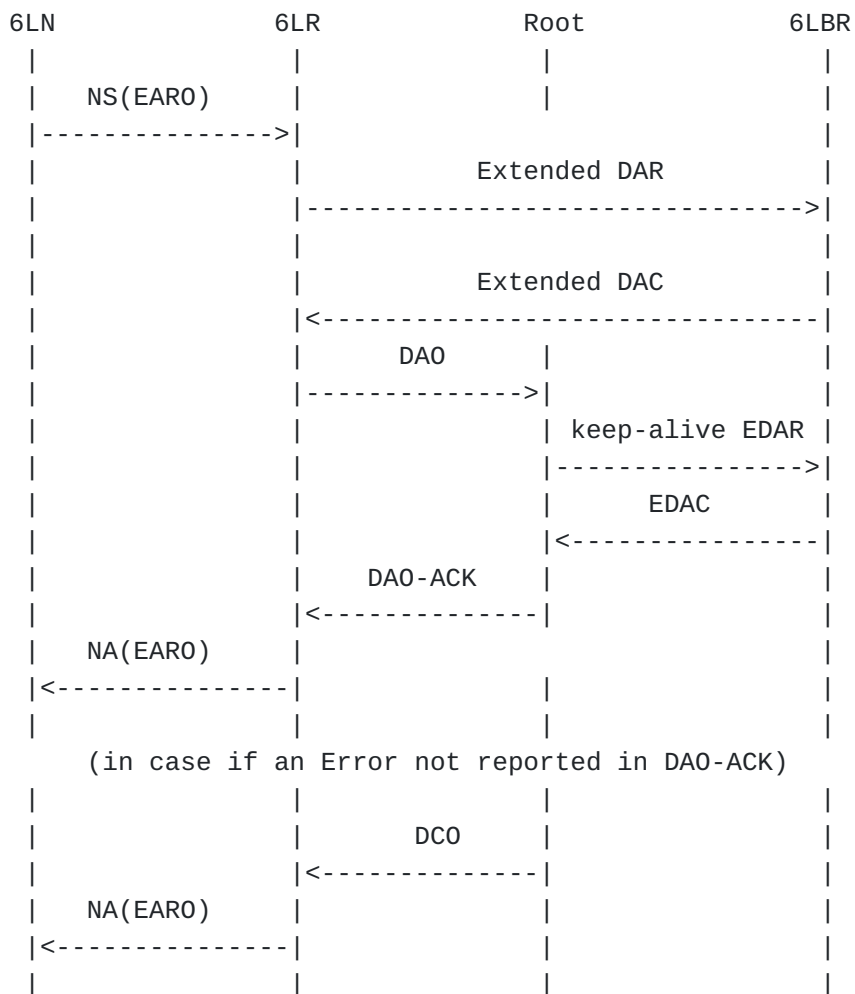 6LN 6LR Root 6LBR
NS(EARO)
Extended DAR
Extended DAC
DAO
keep-alive EDAR
EDAC
DAO-ACK
NA(EARO)
(in case if an Error not reported in DAO-ACK)
DCO
NA(EARO)